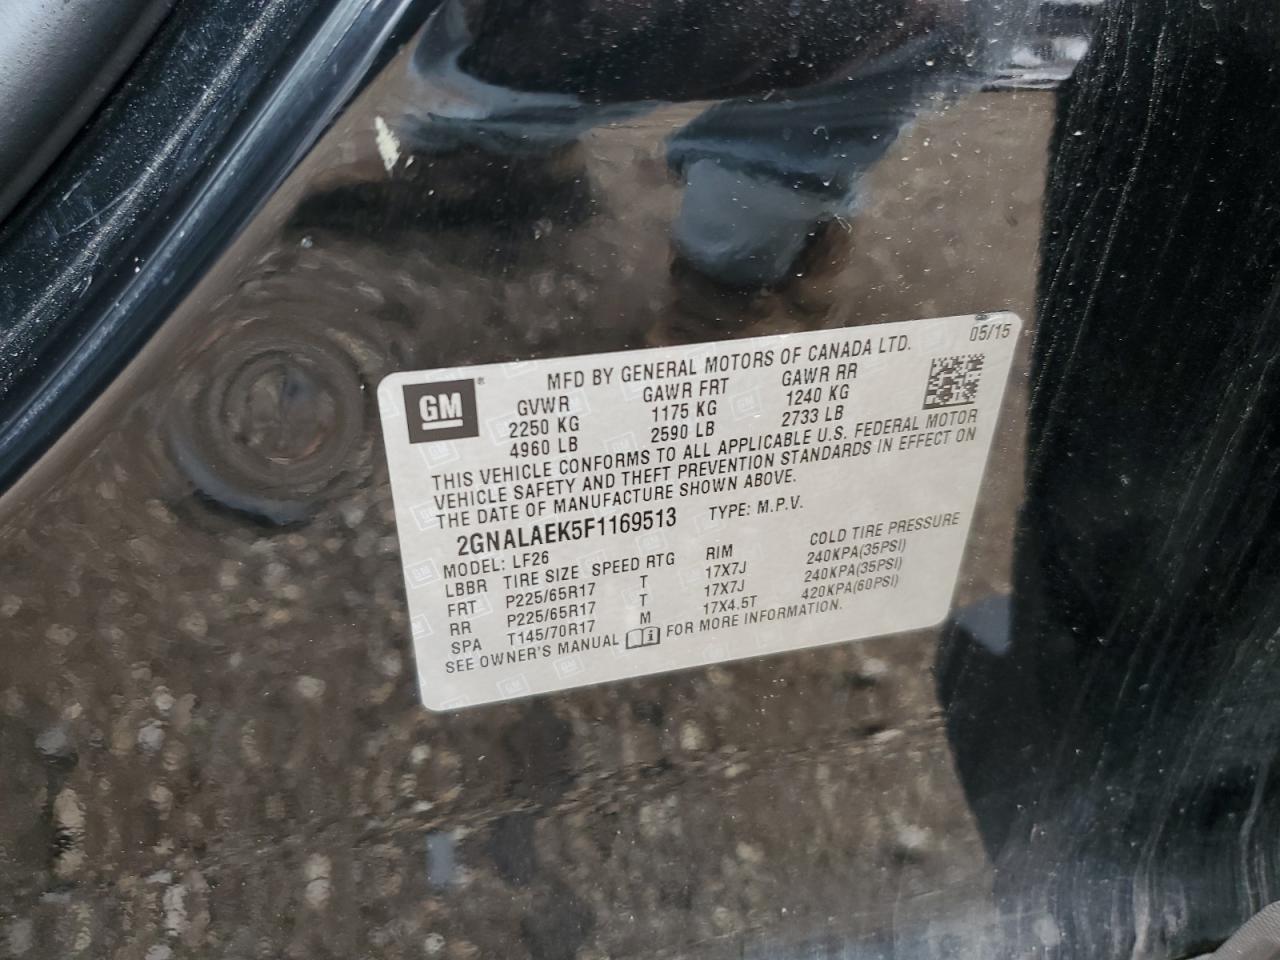 GM®
MFD BY GENERAL MOTORS OF CANADA LTD. 05/15
GVWR GAWR FRT GAWR RR
2250 KG 1175 KG 1240 KG
4960 LB 2590 LB 2733 LB
THIS VEHICLE CONFORMS TO ALL APPLICABLE U.S. FEDERAL MOTOR
VEHICLE SAFETY AND THEFT PREVENTION STANDARDS IN EFFECT ON
THE DATE OF MANUFACTURE SHOWN ABOVE.
2GNALAEK5F1169513 TYPE: M.P.V.
MODEL: LF26
LBBR TIRE SIZE SPEED RTG RIM COLD TIRE PRESSURE
FRT P225/65R17 T 17X7J 240KPA(35PSI)
RR P225/65R17 T 17X7J 240KPA(35PSI)
SPA T145/70R17 M 17X4.5T 420KPA(60PSI)
SEE OWNER'S MANUAL FOR MORE INFORMATION.